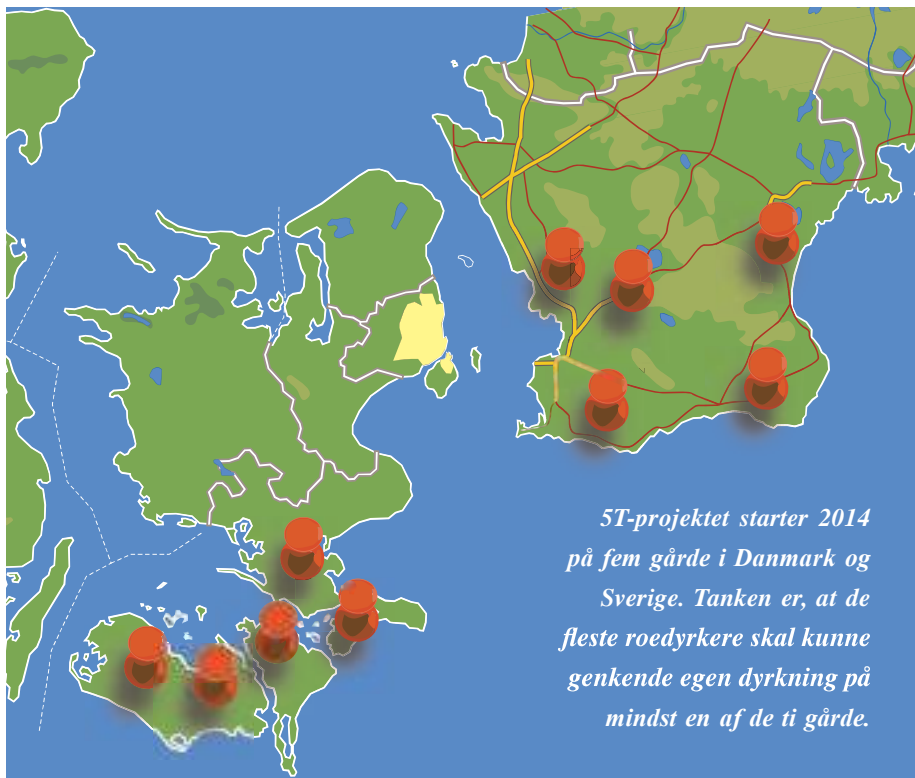 5T-projektet starter 2014
på fem gårde i Danmark og
Sverige. Tanken er, at de
fleste roedyrkere skal kunne
genkende egen dyrkning på
mindst en af de ti gårde.